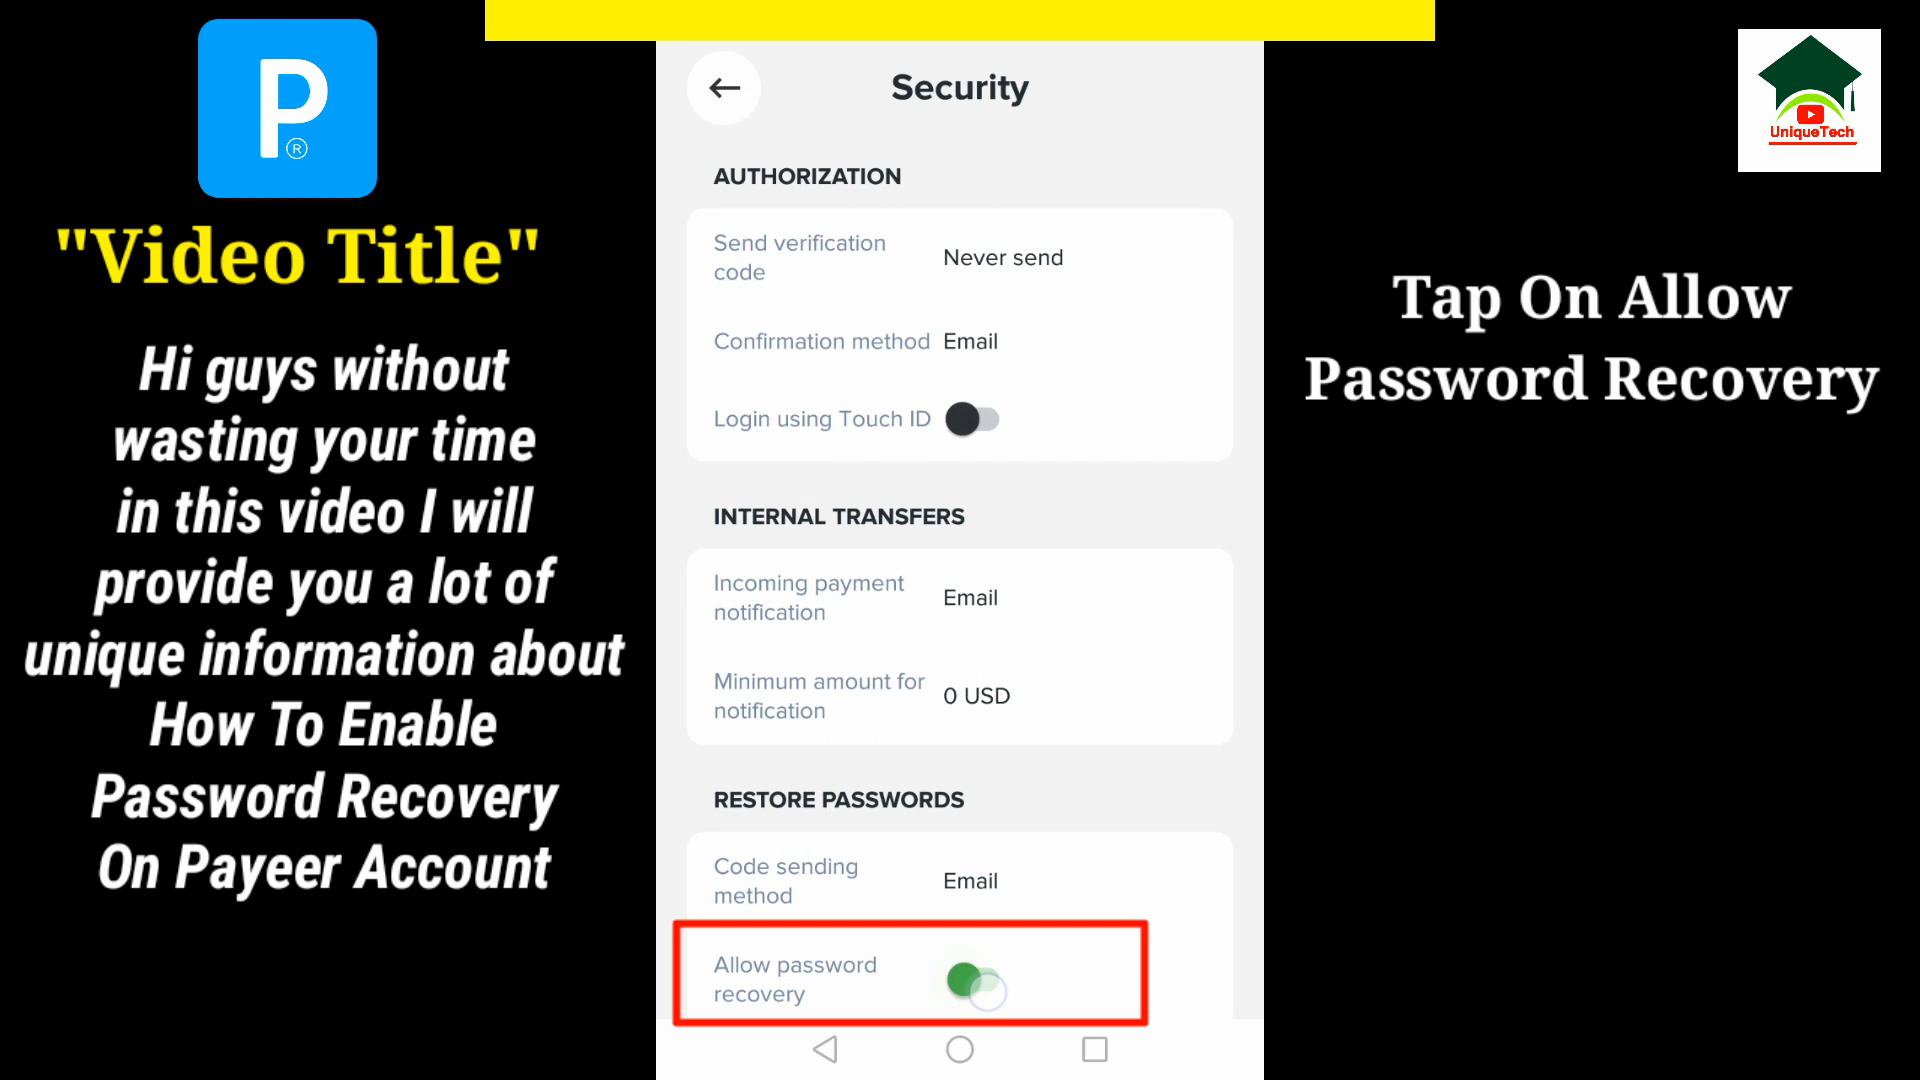 P
®
"Video Title"
Hi guys without
wasting your time
in this video I will
provide you a lot of
unique information about
How To Enable
Password Recovery
On Payeer Account
Security
AUTHORIZATION
Send verification
code
Never send
Confirmation method Email
Login using Touch ID
INTERNAL TRANSFERS
Incoming payment
notification
Email
Minimum amount for
notification
0 USD
RESTORE PASSWORDS
Code sending
method
Email
Allow password
recovery
UniqueTech
Tap On Allow
Password Recovery